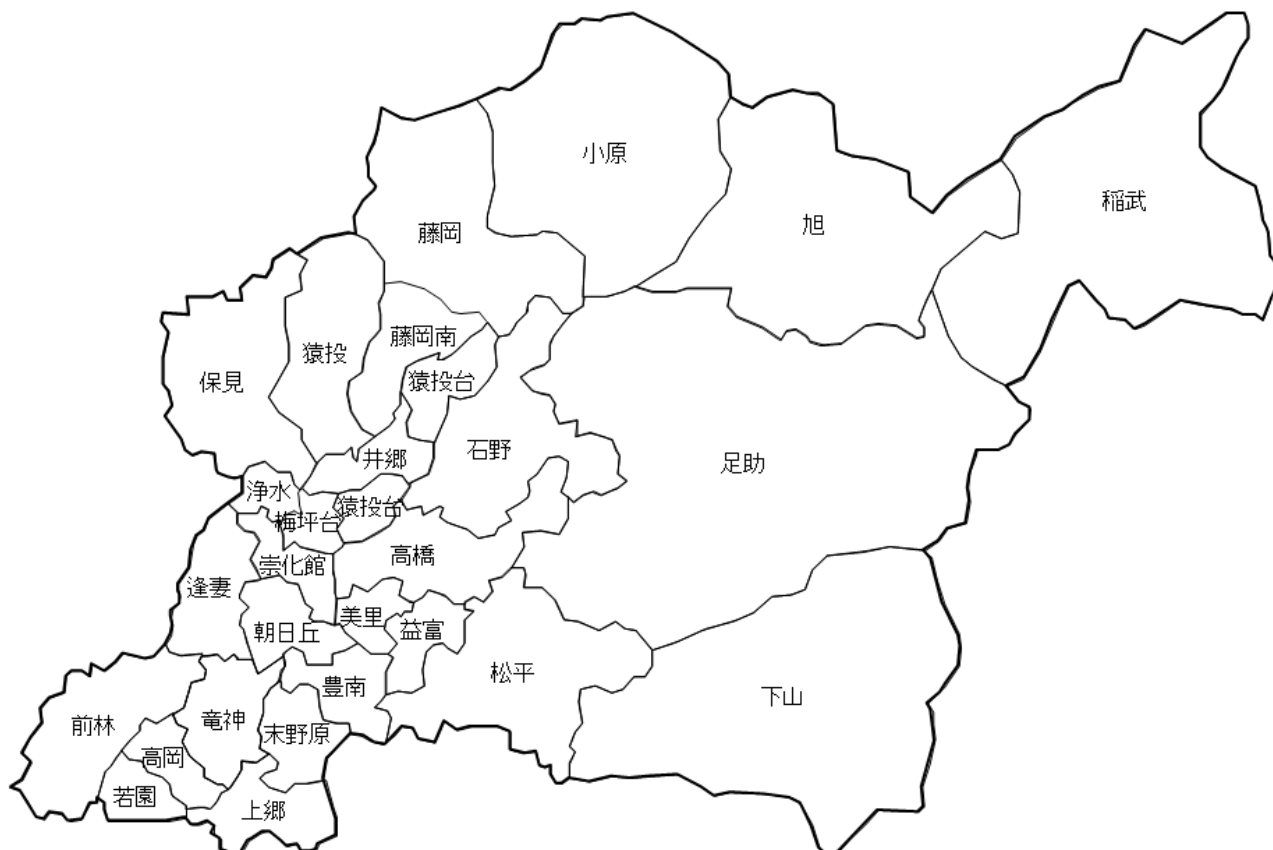 小原
稲武
旭
藤岡
藤岡南
猿投
保見
猿投台
石野
井郷
足助
浄水
猿投台
梅坪台
高橋
崇化館
逢妻
美里
朝日丘
益富
松平
豊南
下山
前林
竜神
末野原
高岡
若園
上郷